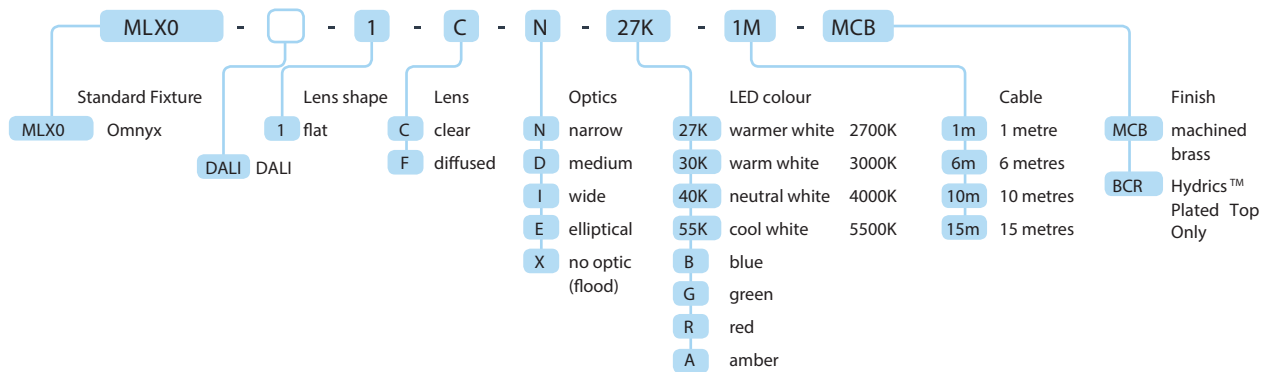 MLX0 - - 1 - C - N - 27K - 1M - MCB
Standard Fixture
MLX0 Omnyx
DALI DALI
Lens shape
1 flat
Lens
C clear
F diffused
Optics
N narrow
D medium
I wide
E elliptical
X no optic
(flood)
LED colour
27K warmer white 2700K
30K warm white 3000K
40K neutral white 4000K
55K cool white 5500K
B blue
G green
R red
A amber
Cable
1m 1 metre
6m 6 metres
10m 10 metres
15m 15 metres
Finish
MCB machined
brass
BCR Hydrics™
Plated Top
Only